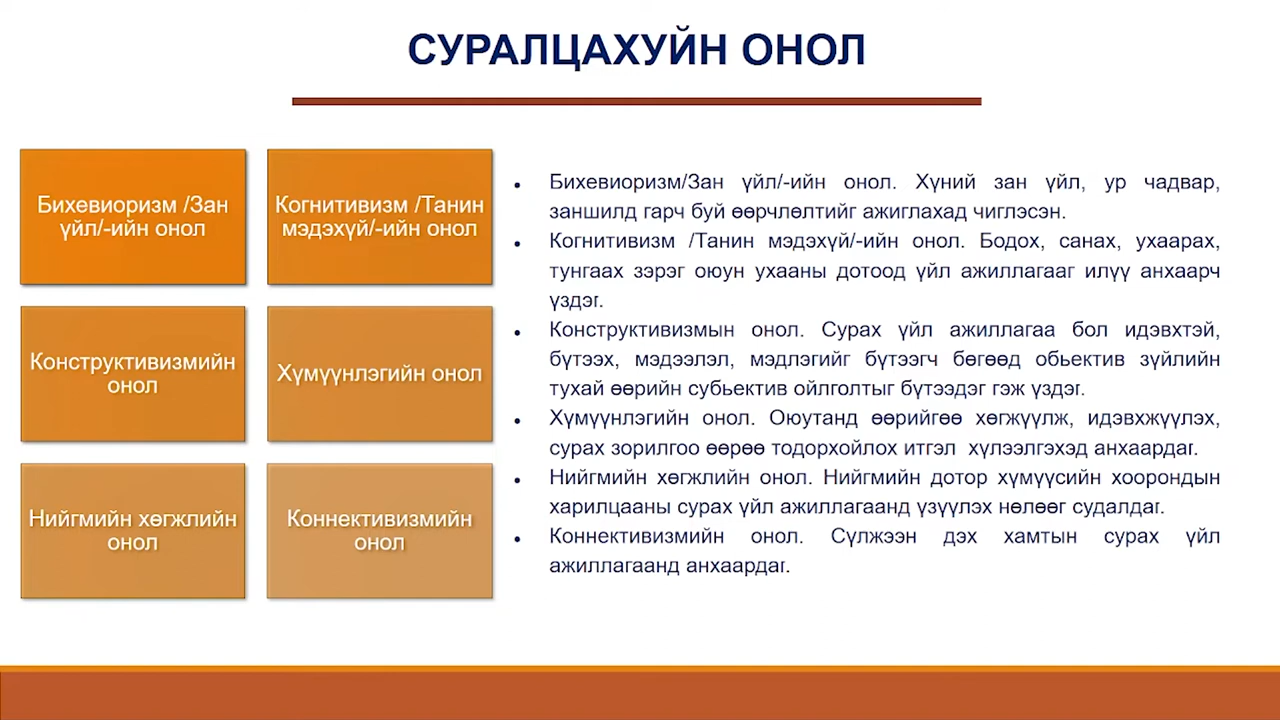 СУРАЛЦАХУЙН ОНОЛ
Бихевиоризм /Зан
үйл/-ийн онол
Когнитивизм /Танин
мэдэхүй/-ийн онол
Конструктивизмийн
онол
Хүмүүнлэгийн онол
Нийгмийн хөгжлийн
онол
Коннективизмийн
онол
• Бихевиоризм/Зан үйл/-ийн онол. Хүний зан үйл, ур чадвар,
заншилд гарч буй өөрчлөлтийг ажиглахад чиглэсэн.
• Когнитивизм /Танин мэдэхүй/-ийн онол. Бодох, санах, ухаарах,
тунгаах зэрэг оюун ухааны дотоод үйл ажиллагааг илүү анхаарч
үздэг.
• Конструктивизмын онол. Сурах үйл ажиллагаа бол идэвхтэй,
бүтээх, мэдээлэл, мэдлэгийг бүтээгч бөгөөд обьектив зүйлийн
тухай өөрийн субьектив ойлголтыг бүтээдэг гэж үздэг.
• Хүмүүнлэгийн онол. Оюутанд өөрийгөө хөгжүүлж, идэвхжүүлэх,
сурах зорилгоо өөрөө тодорхойлох итгэл хүлээлгэхэд анхаардаг.
• Нийгмийн хөгжлийн онол. Нийгмийн дотор хүмүүсийн хоорондын
харилцааны сурах үйл ажиллагаанд үзүүлэх нөлөөг судалдаг.
• Коннективизмийн онол. Сүлжээн дэх хамтын сурах үйл
ажиллагаанд анхаардаг.